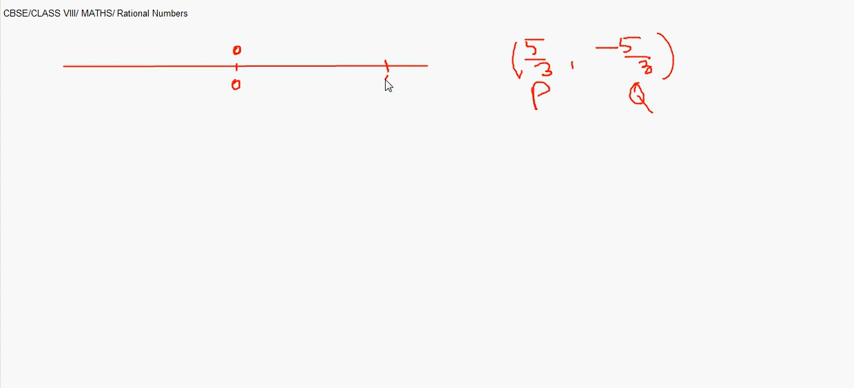 CBSE/CLASS VIII/ MATHS/ Rational Numbers
0
0
(5/3, -5/3)
P Q